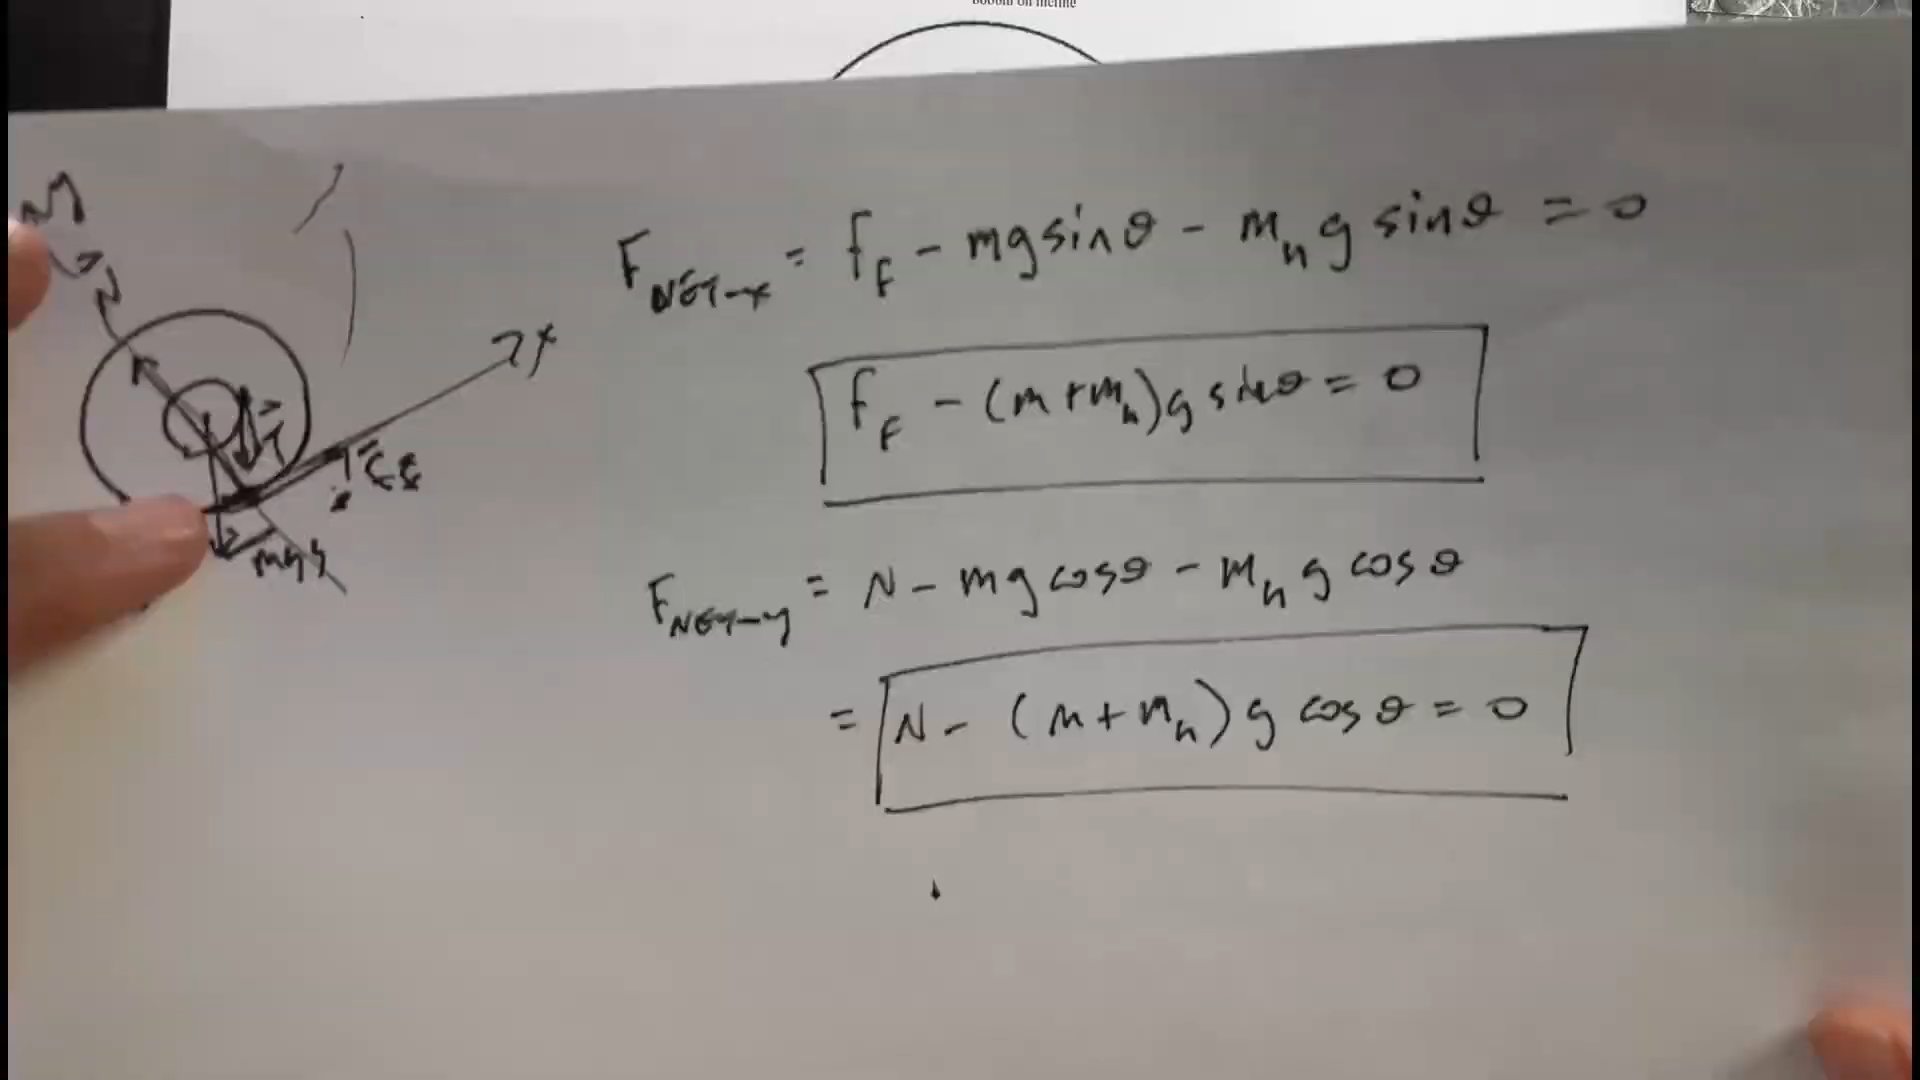 F_NET-x = f_F - mg sinθ - m_h g sinθ = 0
f_F - (m+m_h)g sinθ = 0
F_NET-y = N - mg cosθ - m_h g cosθ
= N - (m+m_h)g cosθ = 0
N
x
T